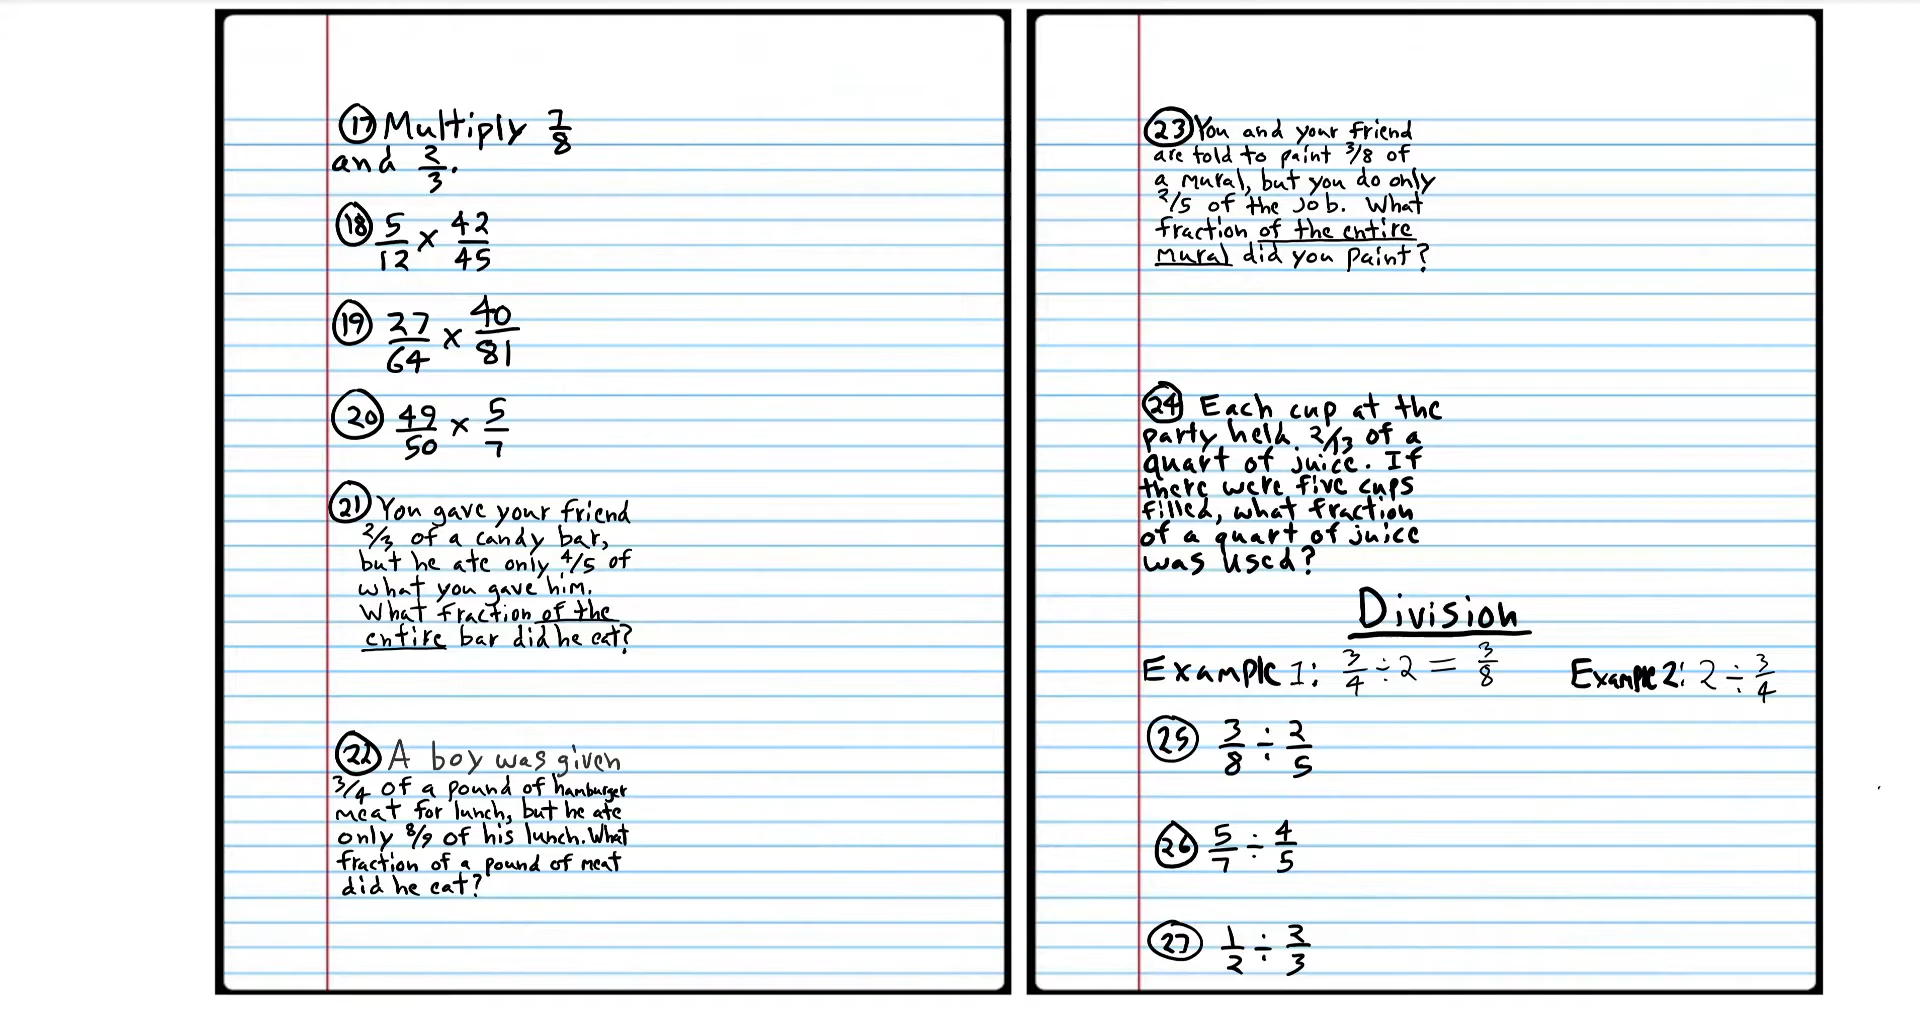 17 Multiply 7/8
and 2/3.
18 5/12 x 42/45
19 27/64 x 40/81
20 49/50 x 5/7
21 You gave your friend
2/3 of a candy bar,
but he ate only 4/5 of
what you gave him.
What fraction of the
entire bar did he eat?
22 A boy was given
3/4 of a pound of hamburger
meat for lunch, but he ate
only 8/9 of his lunch. What
fraction of a pound of meat
did he eat?
23 You and your friend
are told to paint 3/8 of
a mural, but you do only
2/5 of the job. What
fraction of the entire
mural did you paint?
24 Each cup at the
party held 2/13 of a
quart of juice. If
there were five cups
filled, what fraction
of a quart of juice
was used?
Division
Example 1: 3/4 ÷ 2 = 3/8
Example 2: 2 ÷ 3/4
25 3/8 ÷ 2/5
26 5/7 ÷ 4/5
27 1/2 ÷ 2/3